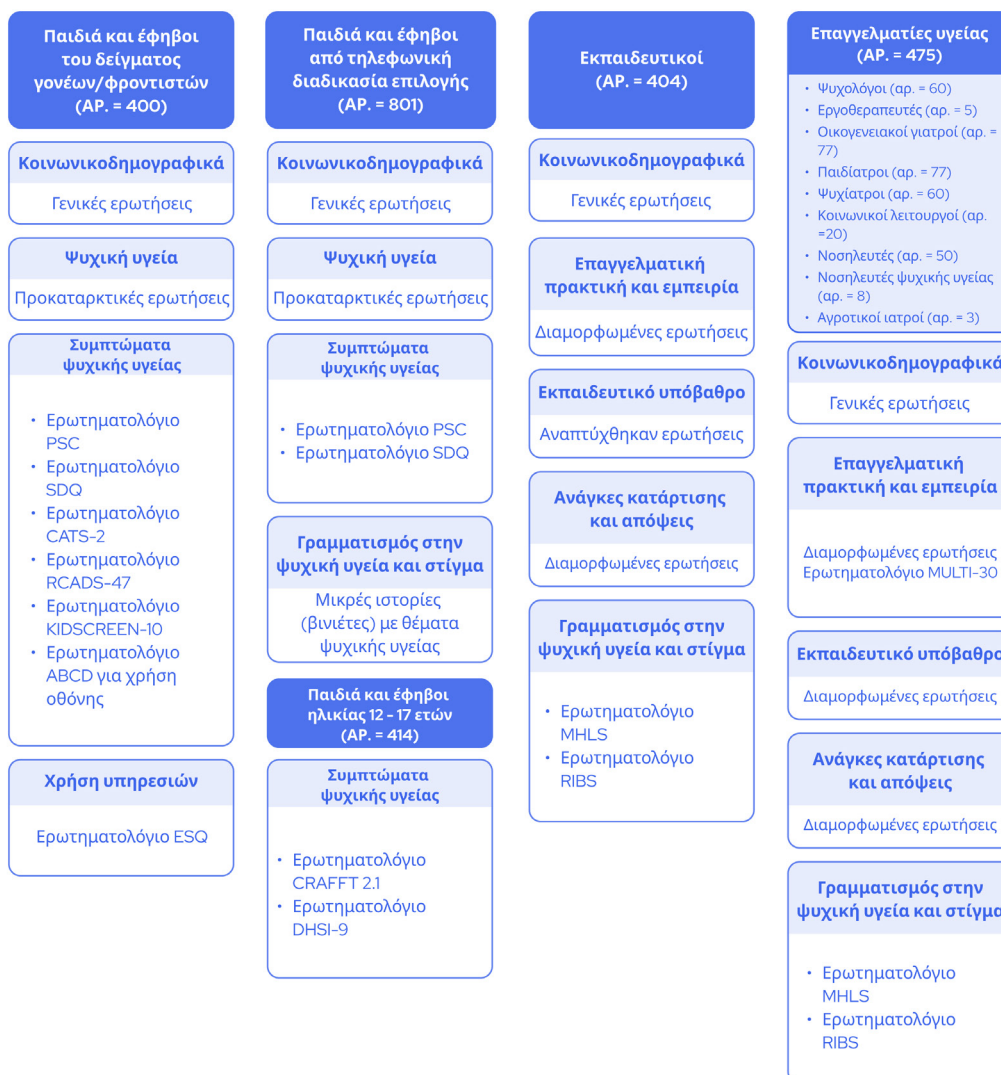 Παιδιά και έφηβοι
του δείγματος
γονέων/φροντιστών
(ΑΡ. = 400)
Κοινωνικοδημογραφικά
Γενικές ερωτήσεις
Ψυχική υγεία
Προκαταρκτικές ερωτήσεις
Συμπτώματα
ψυχικής υγείας
• Ερωτηματολόγιο
PSC
• Ερωτηματολόγιο
SDQ
• Ερωτηματολόγιο
CATS-2
• Ερωτηματολόγιο
RCADS-47
• Ερωτηματολόγιο
KIDSCREEN-10
• Ερωτηματολόγιο
ABCD για χρήση
οθόνης
Χρήση υπηρεσιών
Ερωτηματολόγιο ESQ
Παιδιά και έφηβοι
από τηλεφωνική
διαδικασία επιλογής
(ΑΡ. = 801)
Κοινωνικοδημογραφικά
Γενικές ερωτήσεις
Ψυχική υγεία
Προκαταρκτικές ερωτήσεις
Συμπτώματα
ψυχικής υγείας
• Ερωτηματολόγιο PSC
• Ερωτηματολόγιο SDQ
Γραμματισμός στην
ψυχική υγεία και στίγμα
Μικρές ιστορίες
(βινιέτες) με θέματα
ψυχικής υγείας
Παιδιά και έφηβοι
ηλικίας 12 - 17 ετών
(ΑΡ. = 414)
Συμπτώματα
ψυχικής υγείας
• Ερωτηματολόγιο
CRAFFT 2.1
• Ερωτηματολόγιο
DHSI-9
Εκπαιδευτικοί
(ΑΡ. = 404)
Κοινωνικοδημογραφικά
Γενικές ερωτήσεις
Επαγγελματική
πρακτική και εμπειρία
Διαμορφωμένες ερωτήσεις
Εκπαιδευτικό υπόβαθρο
Αναπτύχθηκαν ερωτήσεις
Ανάγκες κατάρτισης
και απόψεις
Διαμορφωμένες ερωτήσεις
Γραμματισμός στην
ψυχική υγεία και στίγμα
• Ερωτηματολόγιο
MHLS
• Ερωτηματολόγιο
RIBS
Επαγγελματίες υγείας
(ΑΡ. = 475)
• Ψυχολόγοι (αρ. = 60)
• Εργοθεραπευτές (αρ. = 5)
• Οικογενειακοί γιατροί (αρ. =
77)
• Παιδίατροι (αρ. = 77)
• Ψυχίατροι (αρ. = 60)
• Κοινωνικοί λειτουργοί (αρ.
=20)
• Νοσηλευτές (αρ. = 50)
• Νοσηλευτές ψυχικής υγείας
(αρ. = 8)
• Αγροτικοί ιατροί (αρ. = 3)
Κοινωνικοδημογραφικά
Γενικές ερωτήσεις
Επαγγελματική
πρακτική και εμπειρία
Διαμορφωμένες ερωτήσεις
Ερωτηματολόγιο MULTI-30
Εκπαιδευτικό υπόβαθρο
Διαμορφωμένες ερωτήσεις
Ανάγκες κατάρτισης
και απόψεις
Διαμορφωμένες ερωτήσεις
Γραμματισμός στην
ψυχική υγεία και στίγμα
• Ερωτηματολόγιο
MHLS
• Ερωτηματολόγιο
RIBS